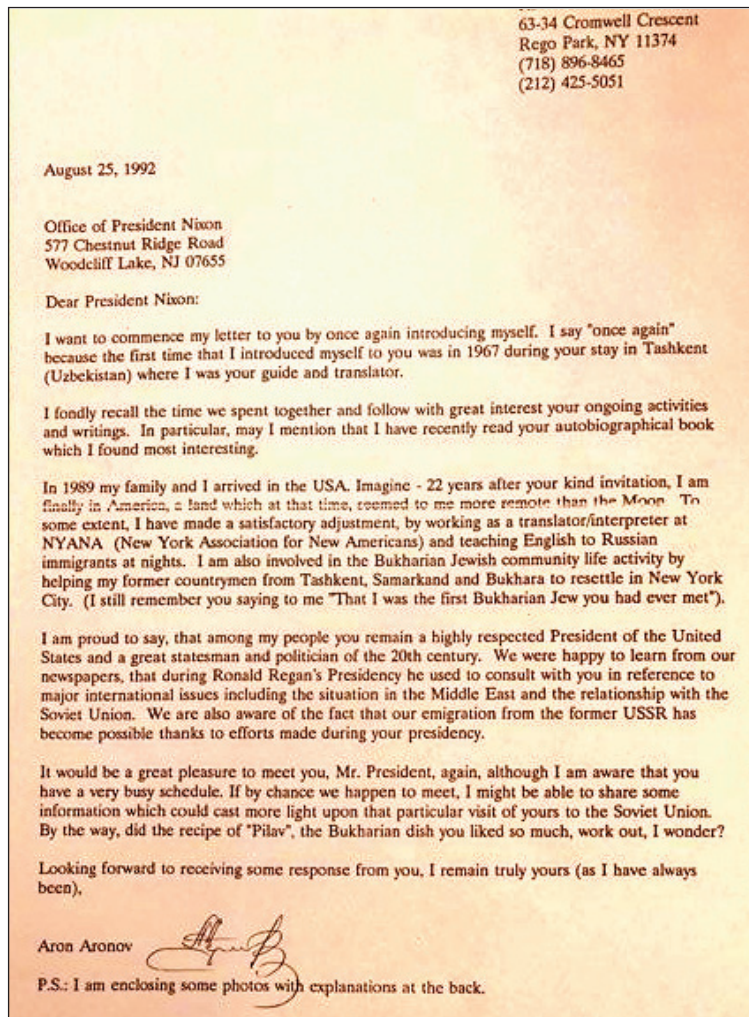 63-34 Cromwell Crescent
Rego Park, NY 11374
(718) 896-8465
(212) 425-5051
August 25, 1992
Office of President Nixon
577 Chestnut Ridge Road
Woodcliff Lake, NJ 07655
Dear President Nixon:
I want to commence my letter to you by once again introducing myself. I say "once again"
because the first time that I introduced myself to you was in 1967 during your stay in Tashkent
(Uzbekistan) where I was your guide and translator.
I fondly recall the time we spent together and follow with great interest your ongoing activities
and writings. In particular, may I mention that I have recently read your autobiographical book
which I found most interesting.
In 1989 my family and I arrived in the USA. Imagine - 22 years after your kind invitation, I am
finally in America, a land which at that time, seemed to me more remote than the Moon. To
some extent, I have made a satisfactory adjustment, by working as a translator/interpreter at
NYANA (New York Association for New Americans) and teaching English to Russian
immigrants at nights. I am also involved in the Bukharian Jewish community life activity by
helping my former countrymen from Tashkent, Samarkand and Bukhara to resettle in New York
City. (I still remember you saying to me "That I was the first Bukharian Jew you had ever met").
I am proud to say, that among my people you remain a highly respected President of the United
States and a great statesman and politician of the 20th century. We were happy to learn from our
newspapers, that during Ronald Regan's Presidency he used to consult with you in reference to
major international issues including the situation in the Middle East and the relationship with the
Soviet Union. We are also aware of the fact that our emigration from the former USSR has
become possible thanks to efforts made during your presidency.
It would be a great pleasure to meet you, Mr. President, again, although I am aware that you
have a very busy schedule. If by chance we happen to meet, I might be able to share some
information which could cast more light upon that particular visit of yours to the Soviet Union.
By the way, did the recipe of "Pilav", the Bukharian dish you liked so much, work out, I wonder?
Looking forward to receiving some response from you, I remain truly yours (as I have always
been),
Aron Aronov
P.S.: I am enclosing some photos with explanations at the back.